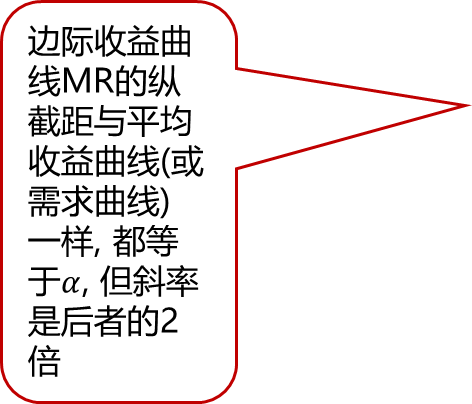 边际收益曲
线MR的纵
截距与平均
收益曲线(或
需求曲线)
一样, 都等
于α, 但斜率
是后者的2
倍